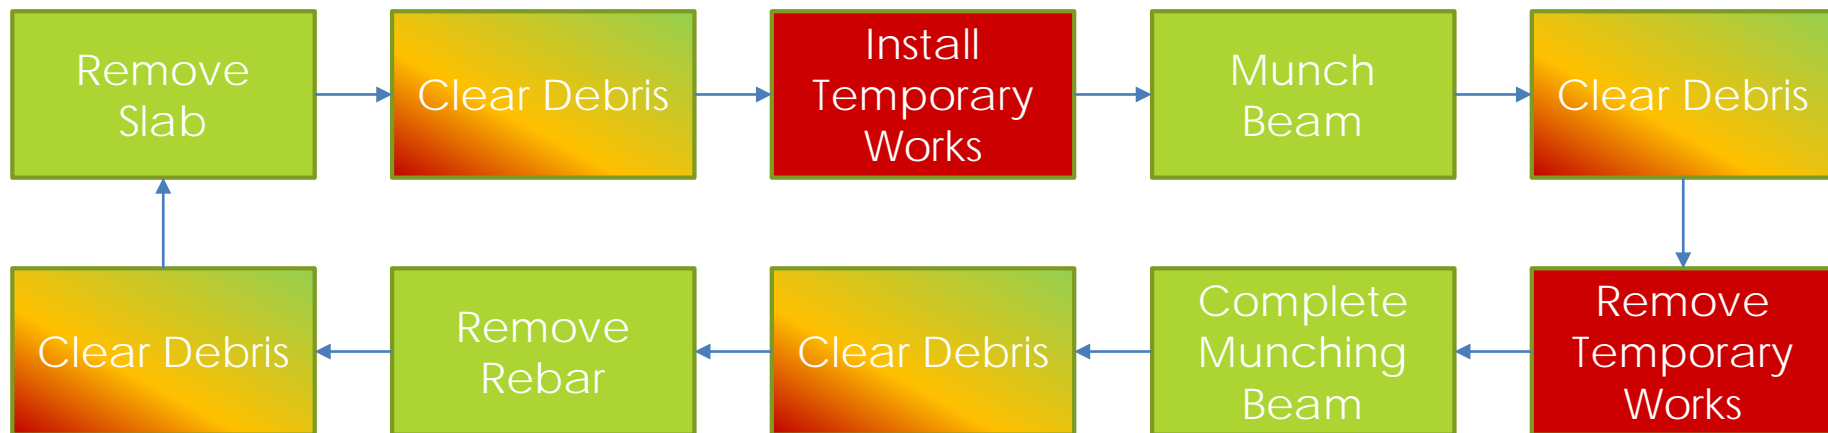 Remove
Slab
Clear Debris
Install
Temporary
Works
Munch
Beam
Clear Debris
Clear Debris
Remove
Rebar
Clear Debris
Complete
Munching
Beam
Remove
Temporary
Works